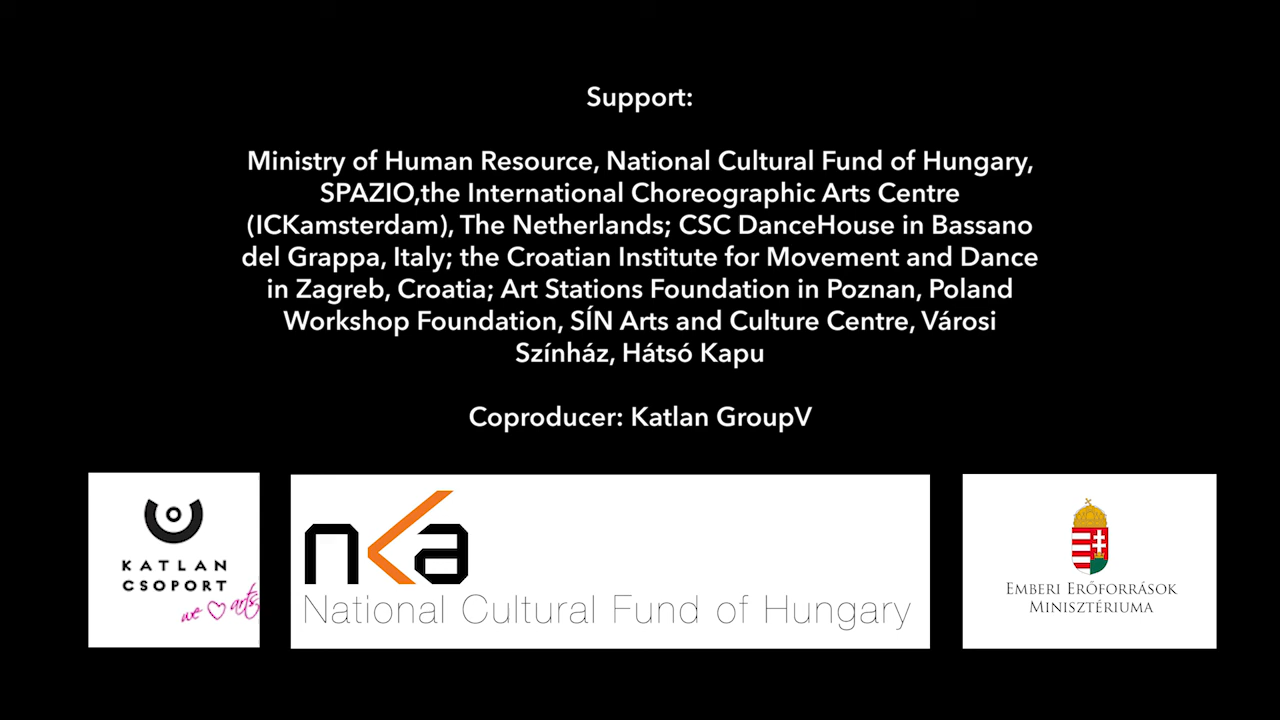 Support:
Ministry of Human Resource, National Cultural Fund of Hungary,
SPAZIO,the International Choreographic Arts Centre
(ICKamsterdam), The Netherlands; CSC DanceHouse in Bassano
del Grappa, Italy; the Croatian Institute for Movement and Dance
in Zagreb, Croatia; Art Stations Foundation in Poznan, Poland
Workshop Foundation, SÍN Arts and Culture Centre, Városi
Színház, Hátsó Kapu
Coproducer: Katlan GroupV
KATLAN
CSOPORT
we arts
nka
National Cultural Fund of Hungary
EMBERI ERŐFORRÁSOK
MINISZTÉRIUMA